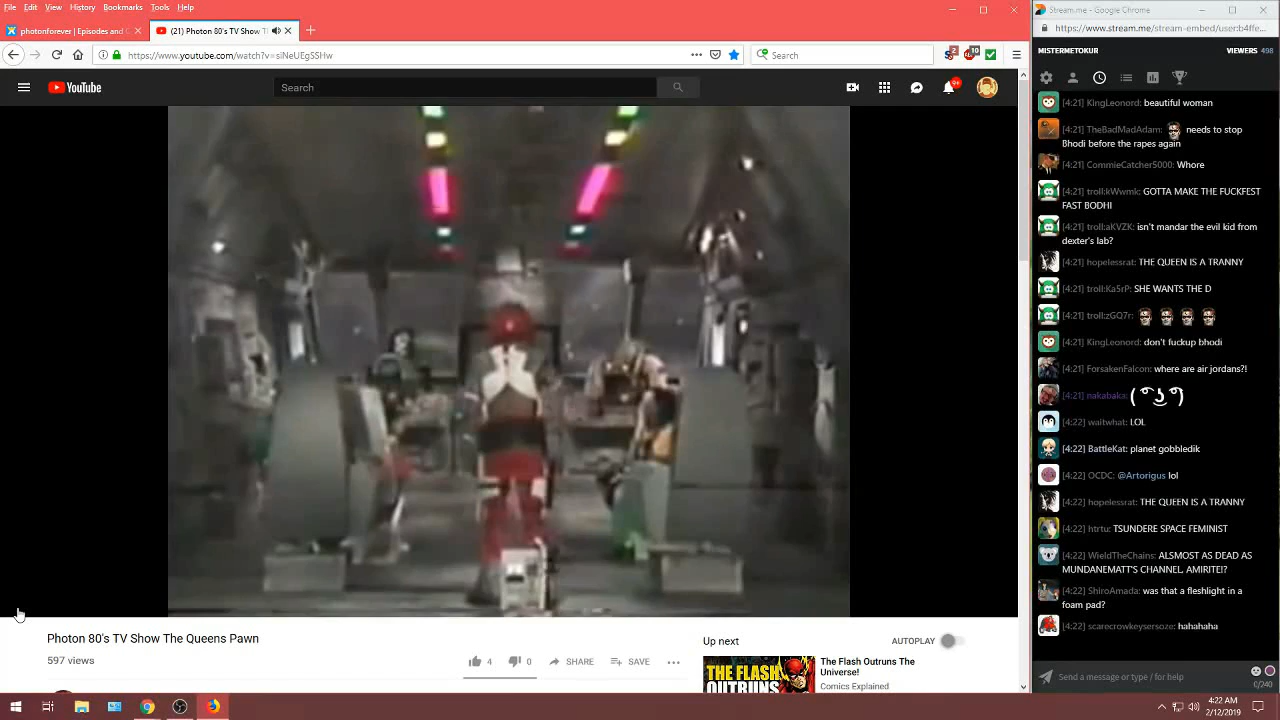 File Edit View History Bookmarks Tools Help
Stream.me - Google Chrome
photonforever | Episodes and C
(21) Photon 80's TV Show Th
https://www.youtube.com/watch?v=siNeUEgSSHw
Search
2
10
https://www.stream.me/stream-embed/user:b4ffe...
MISTERMETOKUR
VIEWERS 498
YouTube
Search
9+
[4:21] KingLeonord: beautiful woman
[4:21] TheBadMadAdam: needs to stop
Bhodi before the rapes again
[4:21] CommieCatcher5000: Whore
[4:21] troll:kWwmk: GOTTA MAKE THE FUCKFEST
FAST BODHI
[4:21] troll:aKVZK: isn't mandar the evil kid from
dexter's lab?
[4:21] hopelessrat: THE QUEEN IS A TRANNY
[4:21] troll:Ka5rP: SHE WANTS THE D
[4:21] troll:zGQ7r:
[4:21] KingLeonord: don't fuckup bhodi
[4:21] ForsakenFalcon: where are air jordans?!
[4:21] nakabaka: ( ͡° ͜ʖ ͡°)
[4:22] waitwhat: LOL
[4:22] BattleKat: planet gobbledik
[4:22] OCDC: @Artorigus lol
[4:22] hopelessrat: THE QUEEN IS A TRANNY
[4:22] htrtu: TSUNDERE SPACE FEMINIST
[4:22] WieldTheChains: ALSMOST AS DEAD AS
MUNDANEMATT'S CHANNEL, AMIRITE!?
[4:22] ShiroAmada: was that a fleshlight in a
foam pad?
[4:22] scarecrowkeysersoze: hahahaha
Photon 80's TV Show The Queens Pawn
597 views
4
0
SHARE
SAVE
Up next
AUTOPLAY
THE FLASH
OUTRUNS
The Flash Outruns The
Universe!
Comics Explained
Send a message or type / for help
0/240
4:22 AM
2/12/2019